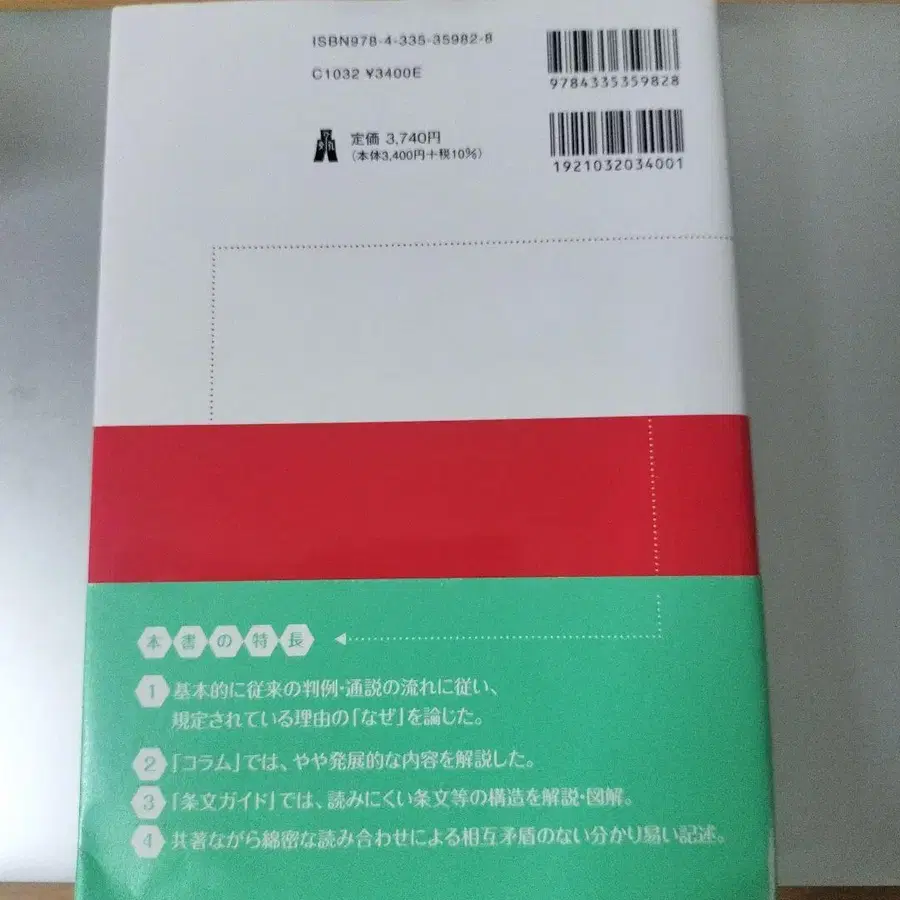 ISBN978-4-335-35982-8
C1032 ¥3400E
9784335359828
定価 3,740円
(本体3,400円+税10%)
1921032034001
本書の特長
1 基本的に従来の判例・通説の流れに従い、
規定されている理由の「なぜ」を論じた。
2 「コラム」では、やや発展的な内容を解説した。
3 「条文ガイド」では、読みにくい条文等の構造を解説・図解。
4 共著ながら綿密な読み合わせによる相互矛盾のない分かり易い記述。